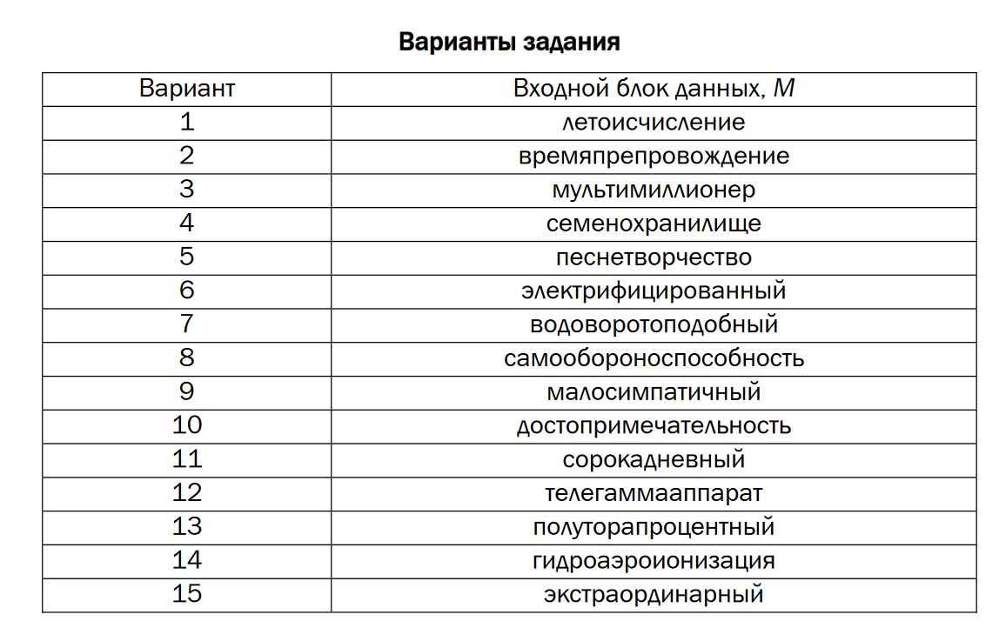 Варианты задания
Вариант Входной блок данных, M
1 летоисчисление
2 времяпрепровождение
3 мультимиллионер
4 семенохранилище
5 песнетворчество
6 электрифицированный
7 водоворотоподобный
8 самообороноспособность
9 малосимпатичный
10 достопримечательность
11 сорокадневный
12 телегаммааппарат
13 полуторапроцентный
14 гидроаэроионизация
15 экстраординарный